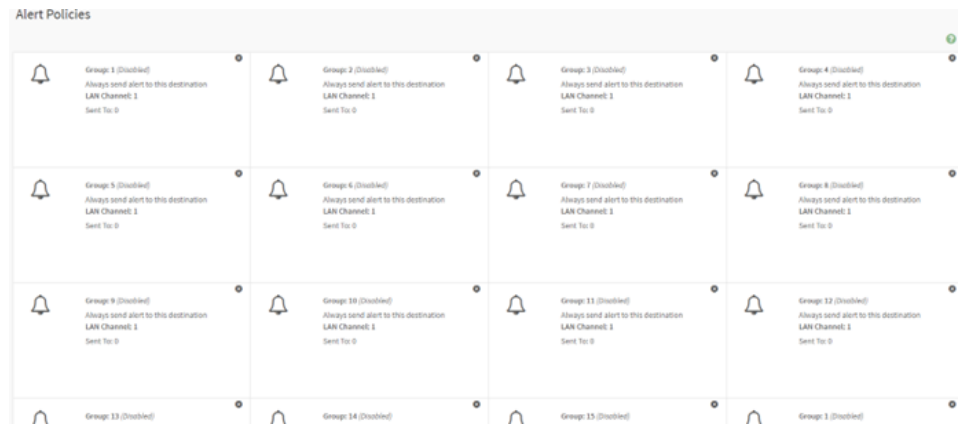 Alert Policies
Group: 1 (Disabled)
Always send alert to this destination
LAN Channel: 1
Sent To: 0
Group: 2 (Disabled)
Always send alert to this destination
LAN Channel: 1
Sent To: 0
Group: 3 (Disabled)
Always send alert to this destination
LAN Channel: 1
Sent To: 0
Group: 4 (Disabled)
Always send alert to this destination
LAN Channel: 1
Sent To: 0
Group: 5 (Disabled)
Always send alert to this destination
LAN Channel: 1
Sent To: 0
Group: 6 (Disabled)
Always send alert to this destination
LAN Channel: 1
Sent To: 0
Group: 7 (Disabled)
Always send alert to this destination
LAN Channel: 1
Sent To: 0
Group: 8 (Disabled)
Always send alert to this destination
LAN Channel: 1
Sent To: 0
Group: 9 (Disabled)
Always send alert to this destination
LAN Channel: 1
Sent To: 0
Group: 10 (Disabled)
Always send alert to this destination
LAN Channel: 1
Sent To: 0
Group: 11 (Disabled)
Always send alert to this destination
LAN Channel: 1
Sent To: 0
Group: 12 (Disabled)
Always send alert to this destination
LAN Channel: 1
Sent To: 0
Group: 13 (Disabled)
Group: 14 (Disabled)
Group: 15 (Disabled)
Group: 1 (Disabled)